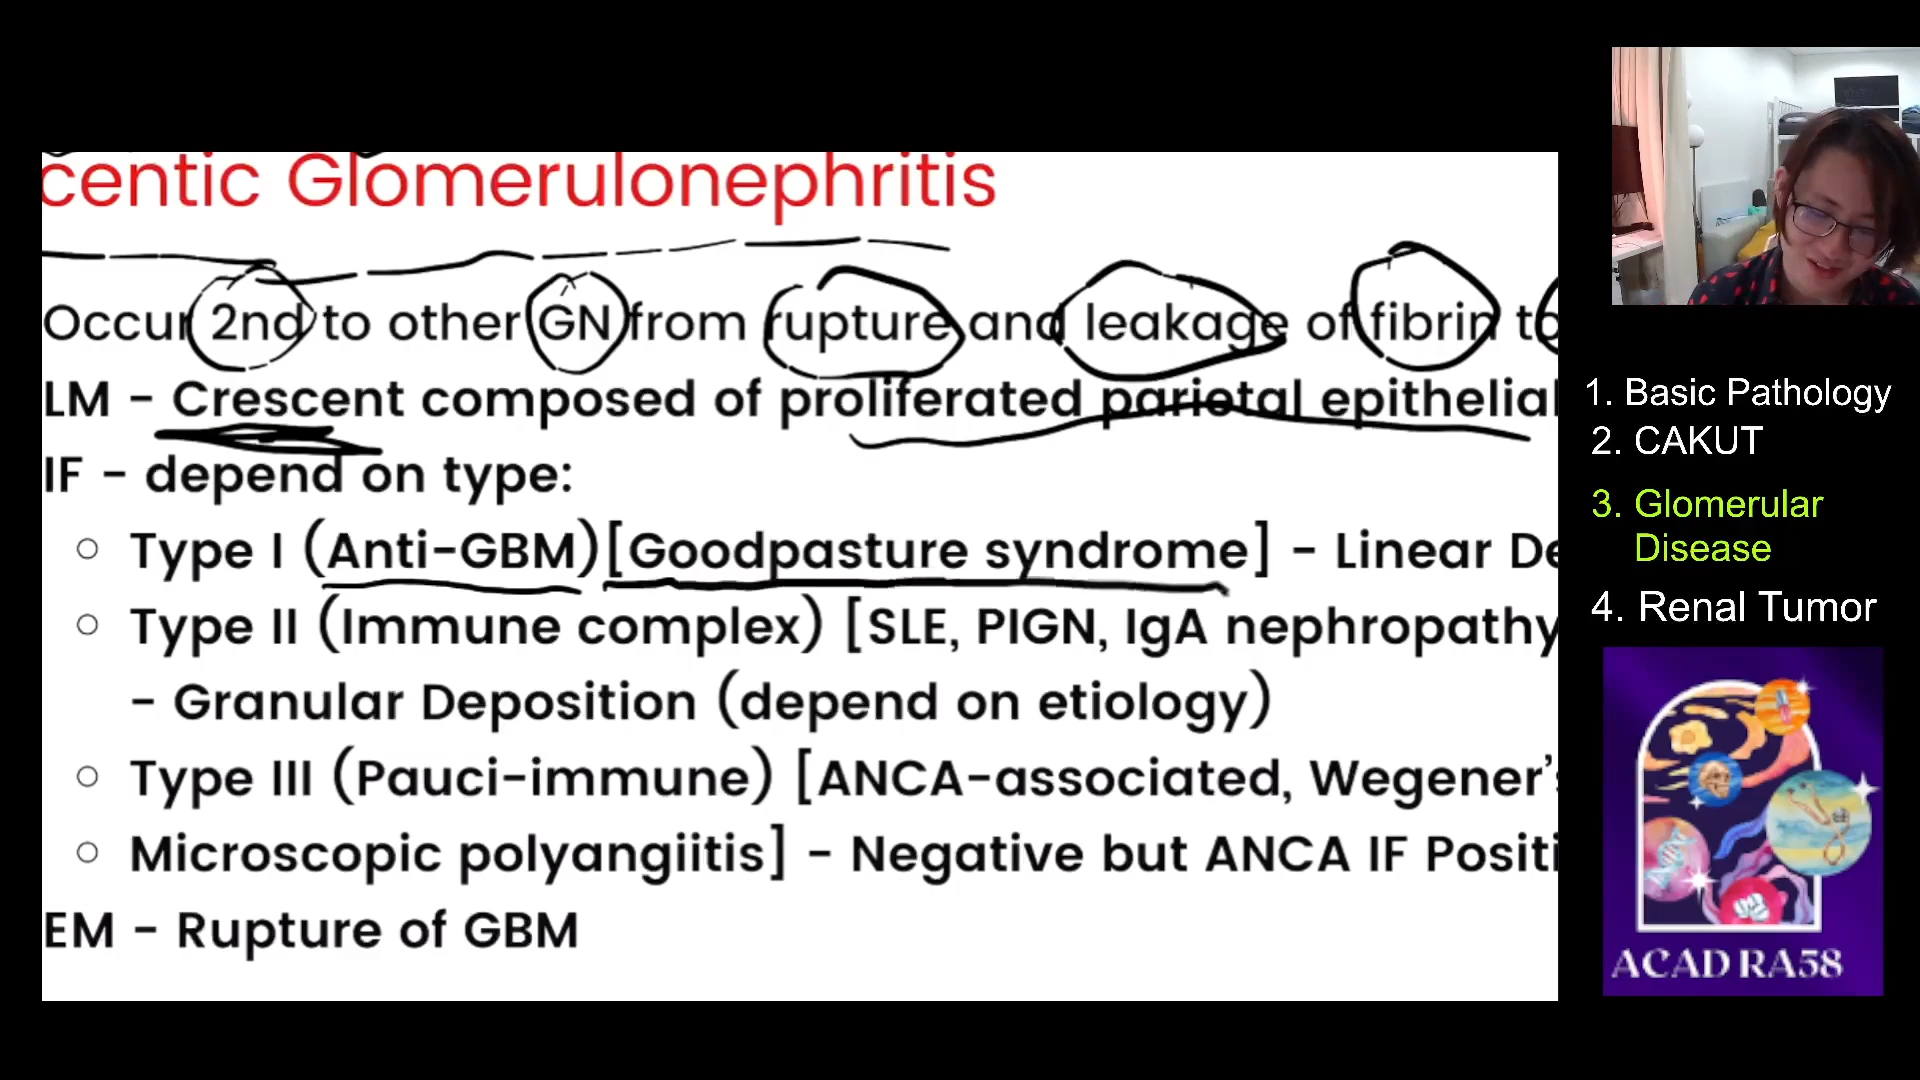 centic Glomerulonephritis
Occur 2nd to other GN from rupture and leakage of fibrin to
LM - Crescent composed of proliferated parietal epithelial
IF - depend on type:
Type I (Anti-GBM)[Goodpasture syndrome] - Linear De
Type II (Immune complex) [SLE, PIGN, IgA nephropathy
- Granular Deposition (depend on etiology)
Type III (Pauci-immune) [ANCA-associated, Wegener's
Microscopic polyangiitis] - Negative but ANCA IF Positi
EM - Rupture of GBM
1. Basic Pathology
2. CAKUT
3. Glomerular
Disease
4. Renal Tumor
ACAD RA58